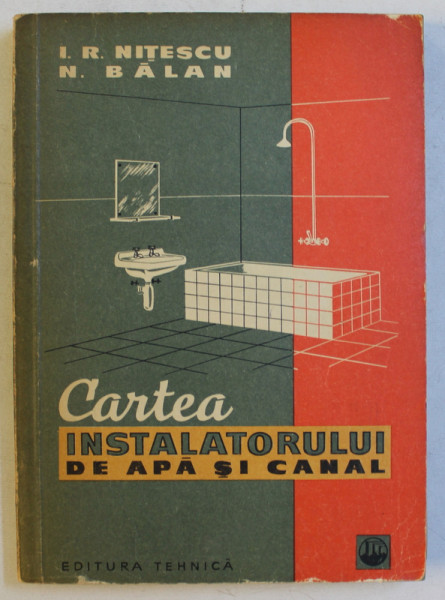 I. R. NIȚESCU
N. BĂLAN
Cartea
INSTALATORULUI
DE APĂ ȘI CANAL
EDITURA TEHNICĂ